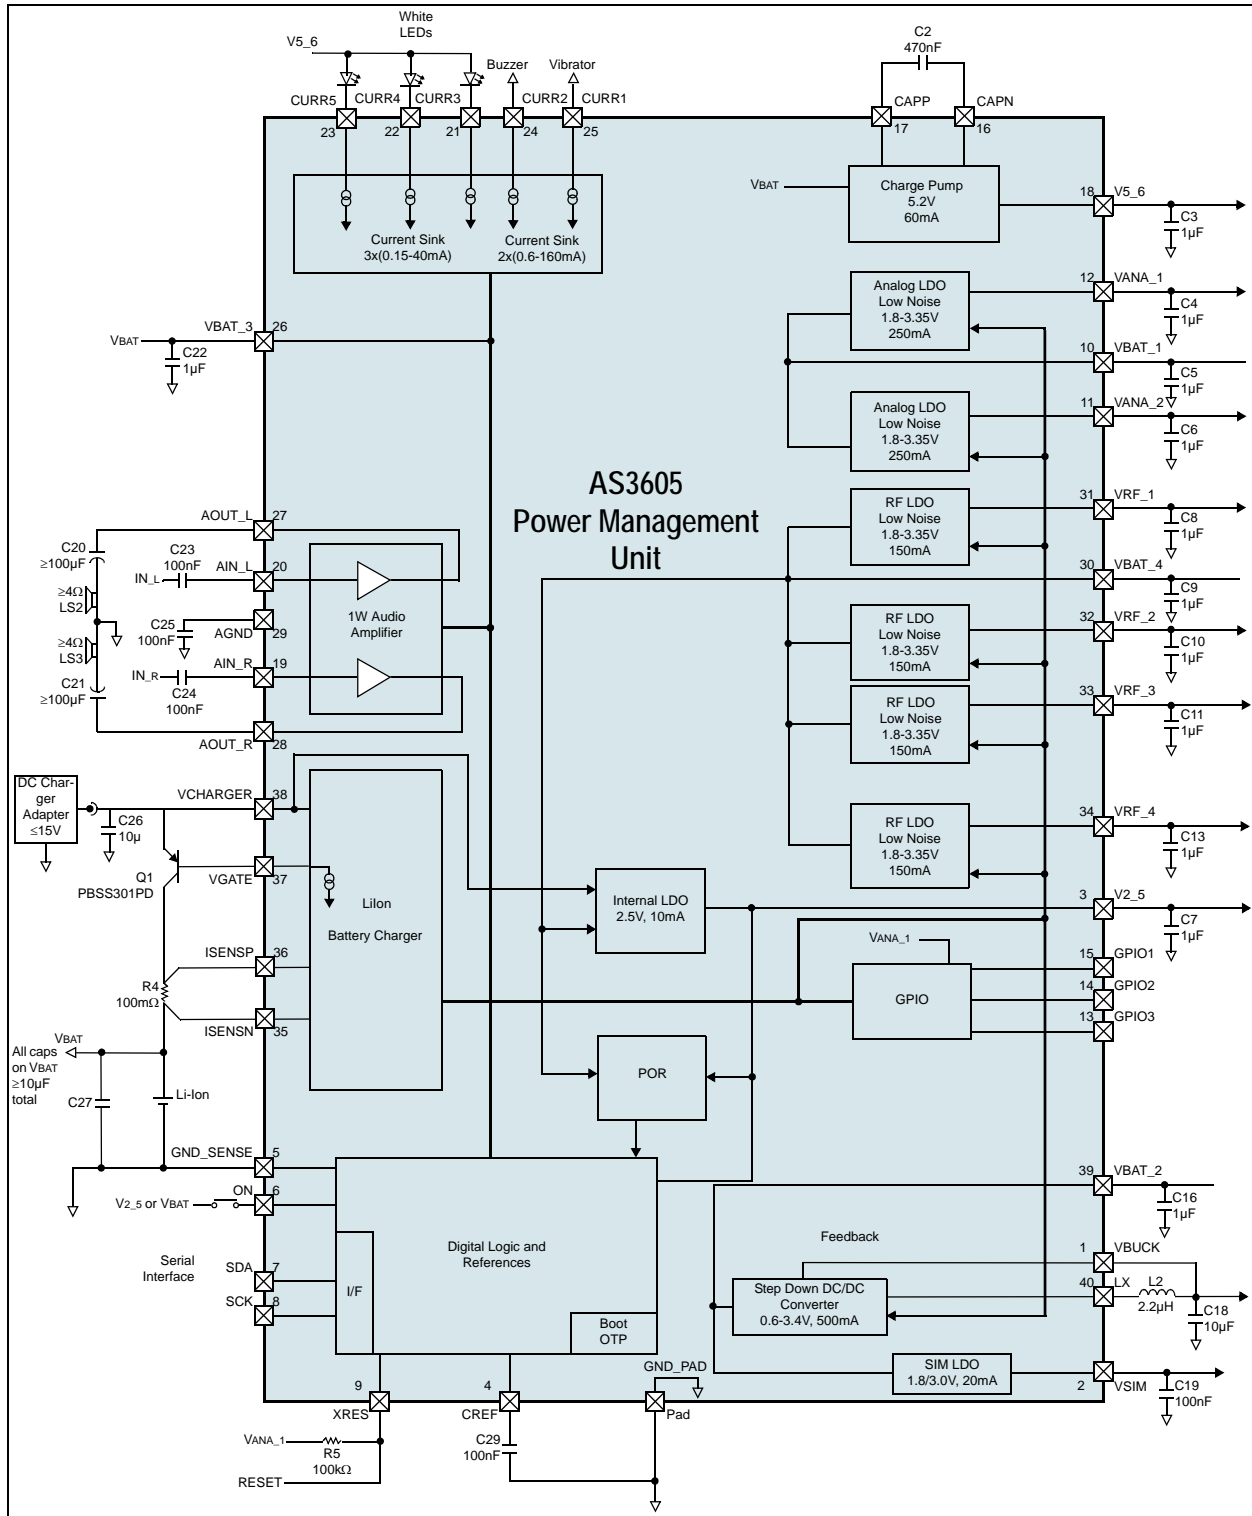 White
LEDs
V5_6
Buzzer
Vibrator
CURR5
CURR4
CURR3
CURR2
CURR1
23
22
21
24
25
C2
470nF
CAPP
CAPN
17
16
Current Sink
3x(0.15-40mA)
Current Sink
2x(0.6-160mA)
VBAT
Charge Pump
5.2V
60mA
18
V5_6
C3
1µF
Analog LDO
Low Noise
1.8-3.35V
250mA
12
VANA_1
C4
1µF
10
VBAT_1
C5
1µF
Analog LDO
Low Noise
1.8-3.35V
250mA
11
VANA_2
C6
1µF
VBAT
VBAT_3
26
C22
1µF
AS3605
Power Management
Unit
RF LDO
Low Noise
1.8-3.35V
150mA
31
VRF_1
C8
1µF
30
VBAT_4
C9
1µF
RF LDO
Low Noise
1.8-3.35V
150mA
32
VRF_2
C10
1µF
RF LDO
Low Noise
1.8-3.35V
150mA
33
VRF_3
C11
1µF
RF LDO
Low Noise
1.8-3.35V
150mA
34
VRF_4
C13
1µF
AOUT_L
27
C20
≥100µF
C23
100nF
IN_L
AIN_L
20
≥4Ω
LS2
C25
100nF
AGND
29
1W Audio
Amplifier
≥4Ω
LS3
AIN_R
19
IN_R
C24
100nF
C21
≥100µF
AOUT_R
28
DC Char-
ger
Adapter
≤15V
VCHARGER
38
C26
10µ
Q1
PBSS301PD
VGATE
37
LiIon
Battery Charger
ISENSP
36
R4
100mΩ
ISENSN
35
Internal LDO
2.5V, 10mA
3
V2_5
C7
1µF
VANA_1
GPIO
15
GPIO1
14
GPIO2
13
GPIO3
VBAT
All caps
on VBAT
≥10µF
total
C27
Li-Ion
POR
GND_SENSE
5
V2_5 or VBAT
ON
6
Serial
Interface
SDA
7
SCK
8
I/F
Digital Logic and
References
Boot
OTP
39
VBAT_2
C16
1µF
Feedback
1
VBUCK
Step Down DC/DC
Converter
0.6-3.4V, 500mA
40
LX
L2
2.2µH
C18
10µF
SIM LDO
1.8/3.0V, 20mA
2
VSIM
C19
100nF
9
XRES
4
CREF
GND_PAD
Pad
VANA_1
R5
100kΩ
RESET
C29
100nF